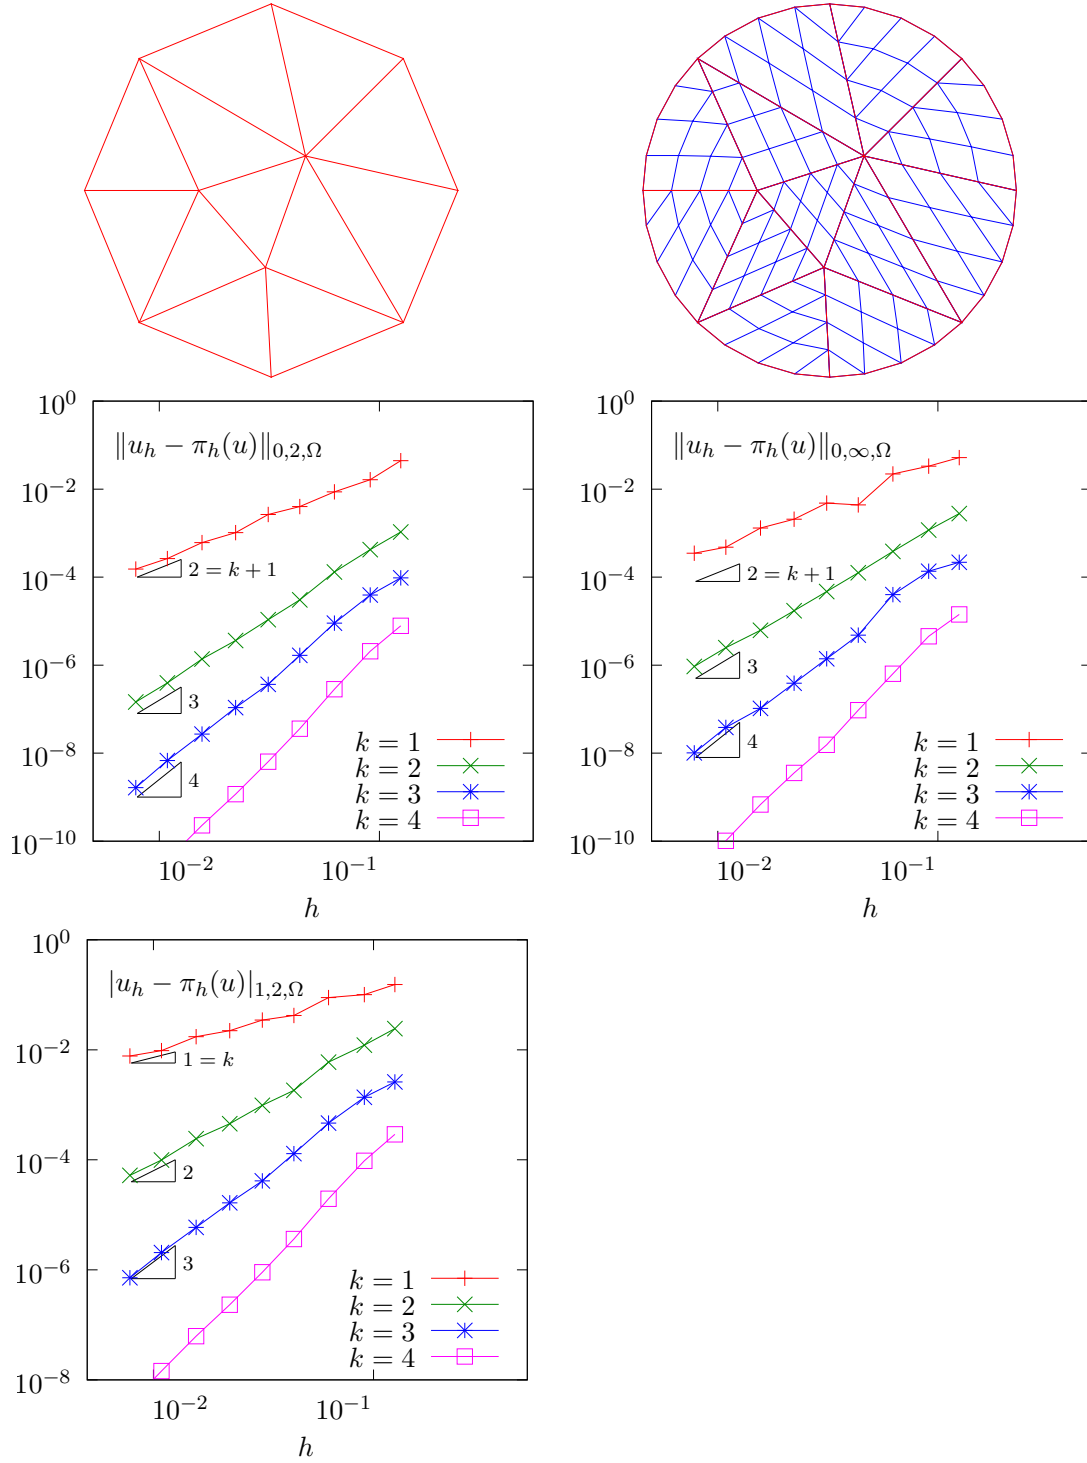 10^0
‖u_h − π_h(u)‖_{0,2,Ω}
10^{−2}
10^{−4}
2 = k + 1
10^{−6}
3
10^{−8}
4
k = 1
k = 2
k = 3
k = 4
10^{−10}
10^{−2}
10^{−1}
h
10^0
‖u_h − π_h(u)‖_{0,∞,Ω}
10^{−2}
10^{−4}
2 = k + 1
10^{−6}
3
10^{−8}
4
k = 1
k = 2
k = 3
k = 4
10^{−10}
10^{−2}
10^{−1}
h
10^0
|u_h − π_h(u)|_{1,2,Ω}
10^{−2}
1 = k
10^{−4}
2
10^{−6}
3
k = 1
k = 2
k = 3
k = 4
10^{−8}
10^{−2}
10^{−1}
h